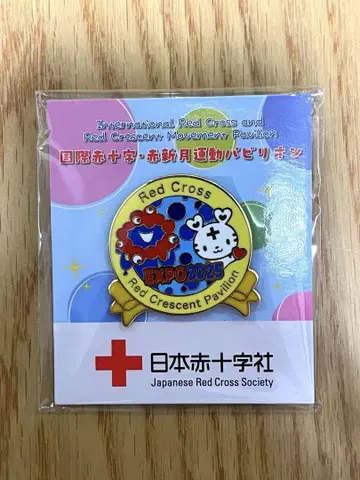 International Red Cross and
Red Crescent Movement Pavilion
国際赤十字・赤新月運動パビリオン
Red Cross
EXPO2025
Red Crescent Pavilion
日本赤十字社
Japanese Red Cross Society